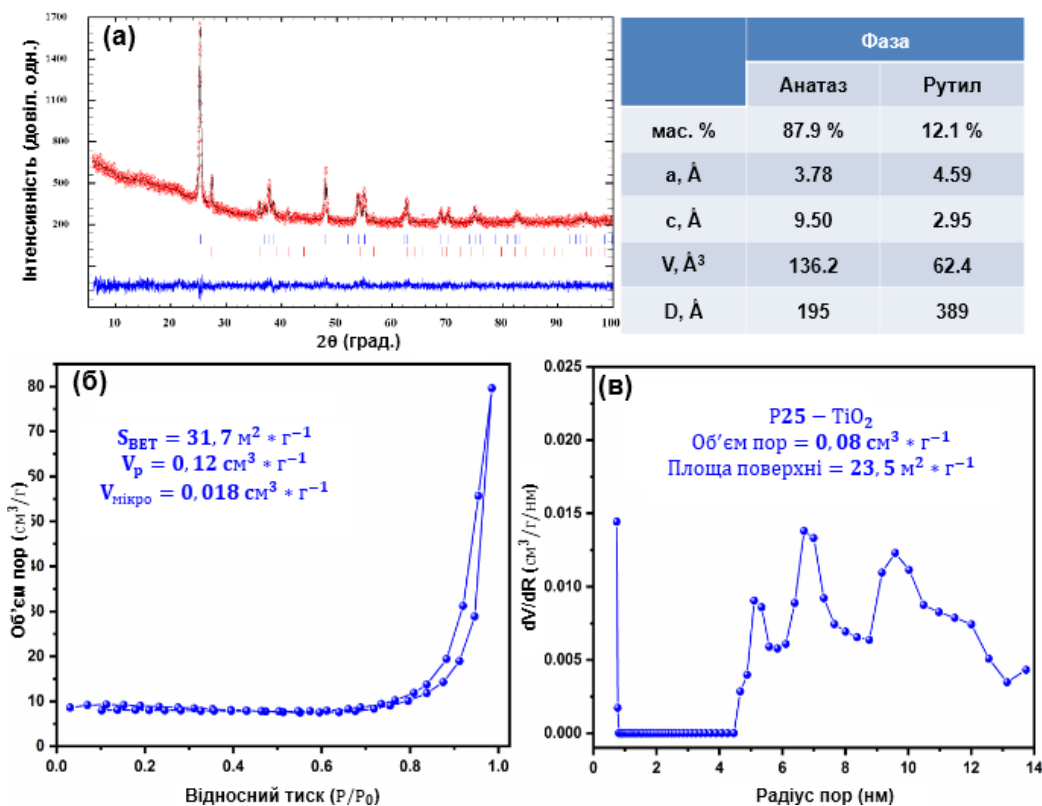 (а)
Інтенсивність (довіл. одн.)
1700
1400
1100
800
500
200
10 20 30 40 50 60 70 80 90 100
2θ (град.)
Фаза
Анатаз Рутил
мас. % 87.9 % 12.1 %
a, Å 3.78 4.59
c, Å 9.50 2.95
V, Å³ 136.2 62.4
D, Å 195 389
(б)
Об'єм пор (см³/г)
80
70
60
50
40
30
20
10
0
S_BET = 31,7 м² * г⁻¹
V_p = 0,12 см³ * г⁻¹
V_мікро = 0,018 см³ * г⁻¹
0.0 0.2 0.4 0.6 0.8 1.0
Відносний тиск (P/P₀)
(в)
dV/dR (см³/г/нм)
0.025
0.020
0.015
0.010
0.005
0.000
P25 − TiO₂
Об'єм пор = 0,08 см³ * г⁻¹
Площа поверхні = 23,5 м² * г⁻¹
0 2 4 6 8 10 12 14
Радіус пор (нм)